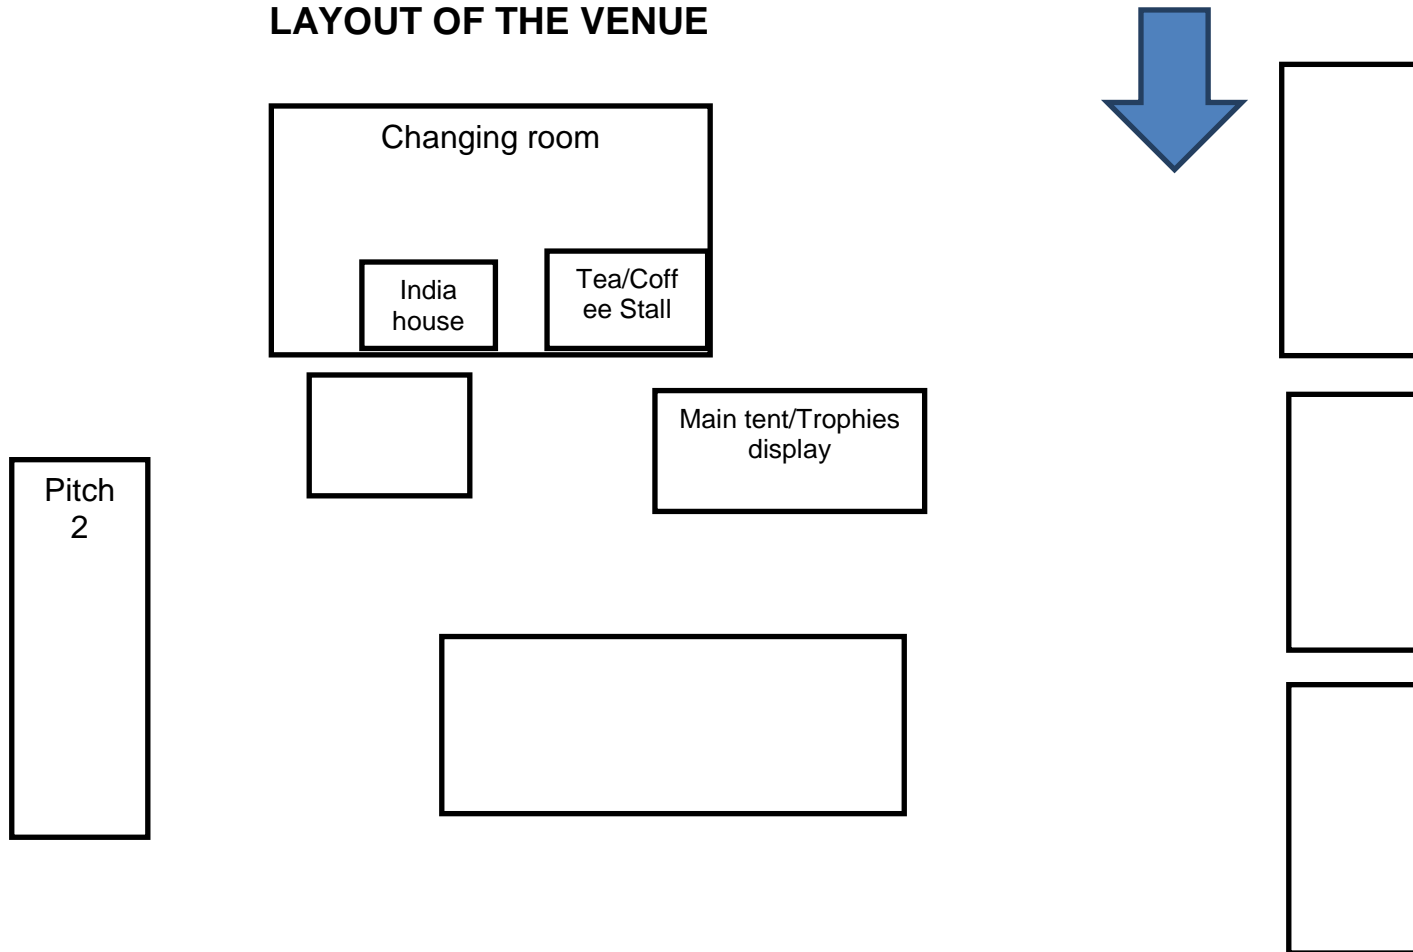 LAYOUT OF THE VENUE
Changing room
India
house
Tea/Coff
ee Stall
Main tent/Trophies
display
Pitch
2